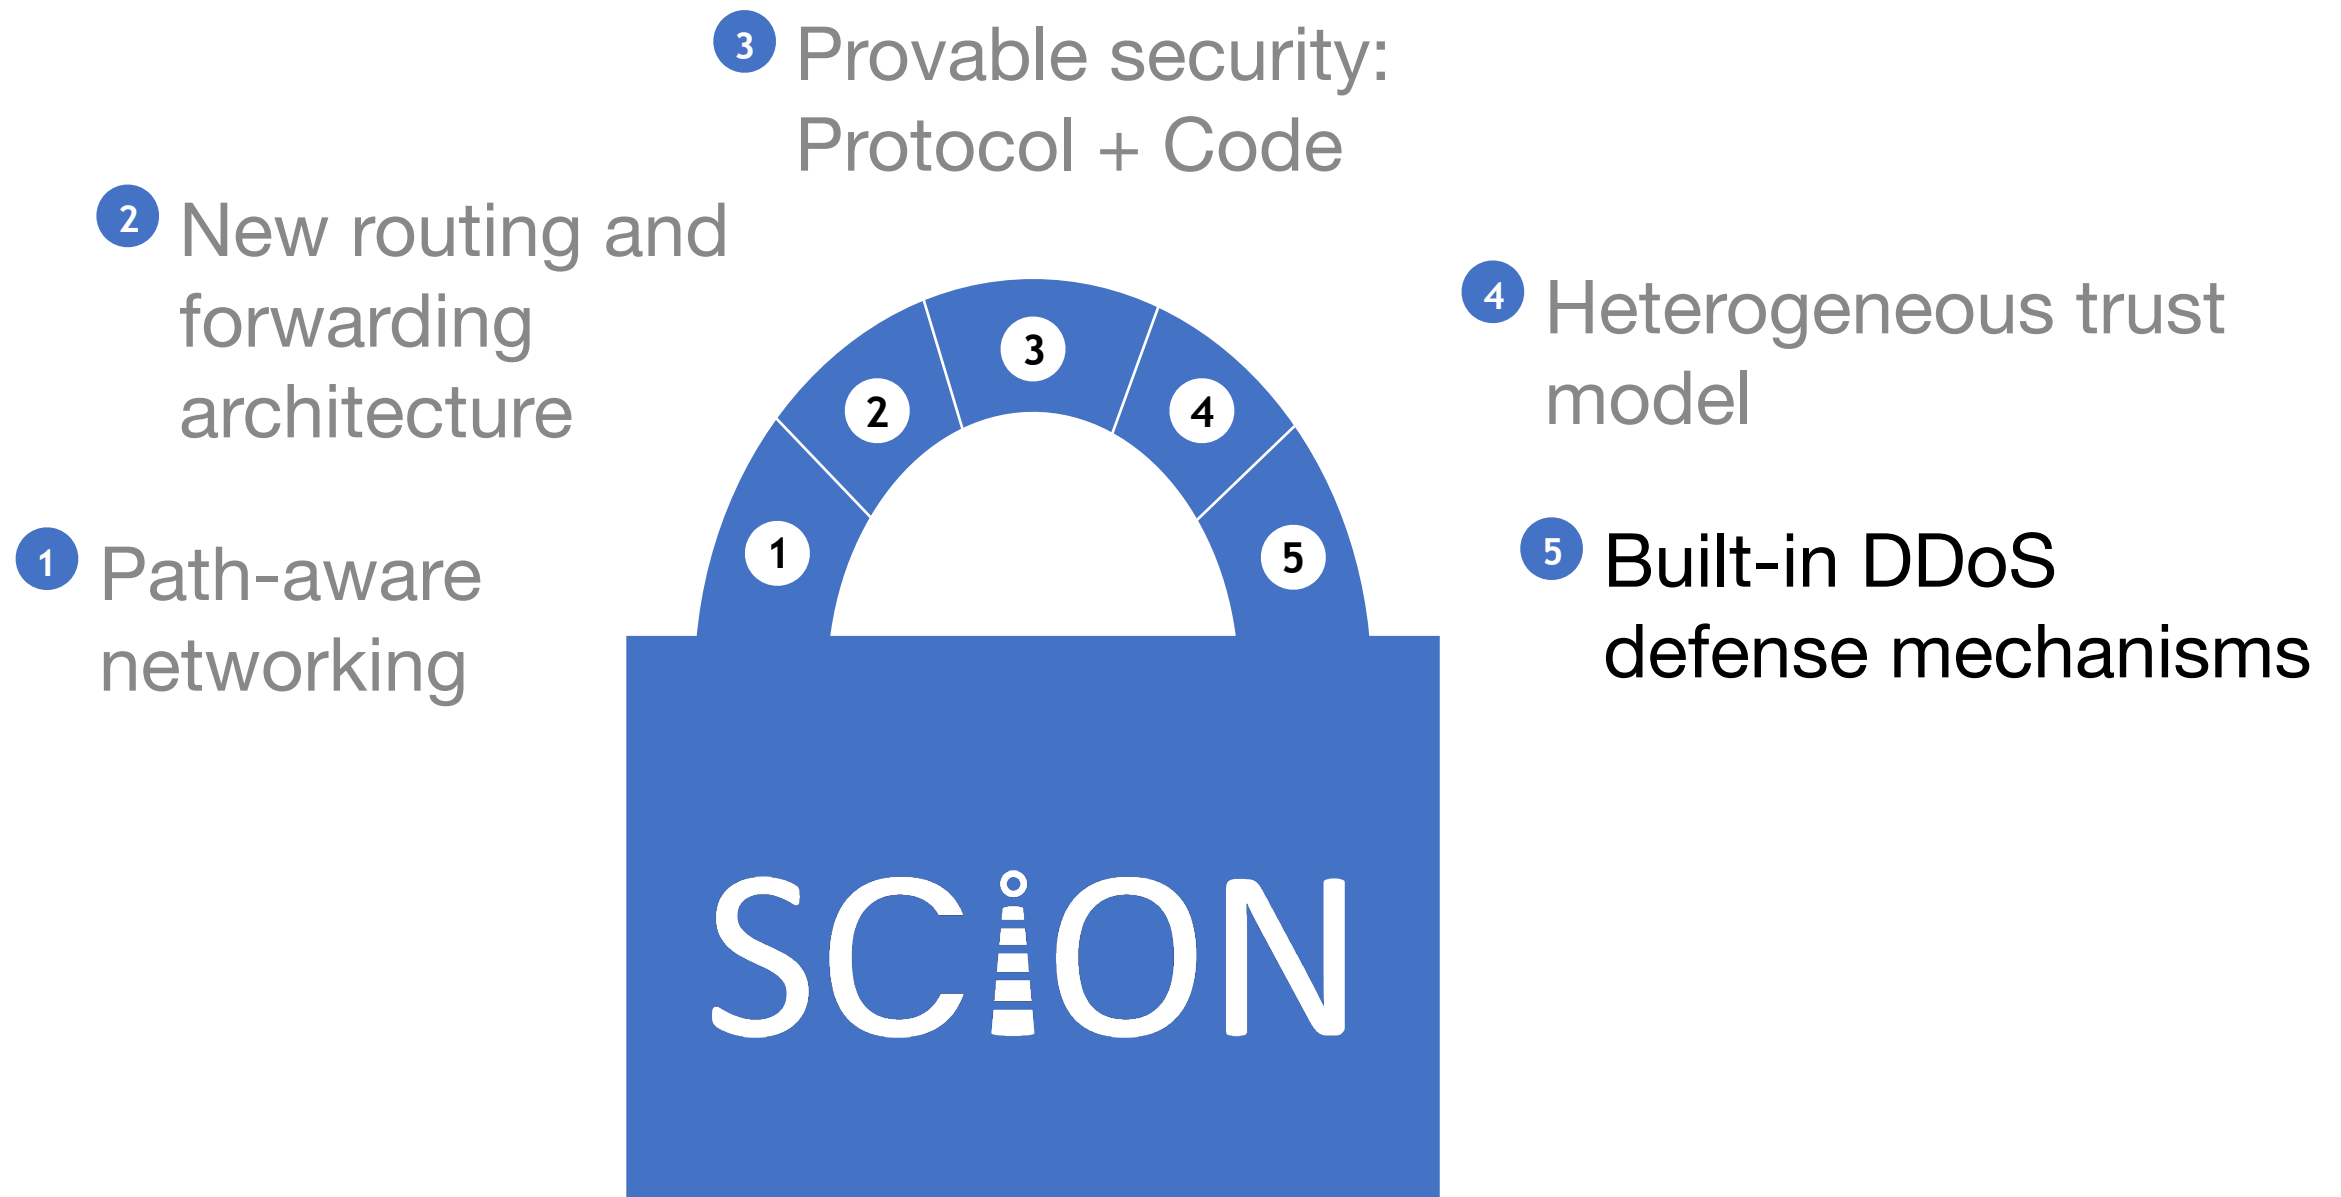 3 Provable security:
Protocol + Code
2 New routing and
forwarding
architecture
4 Heterogeneous trust
model
1 Path-aware
networking
5 Built-in DDoS
defense mechanisms
3
2
4
1
5
SCiON